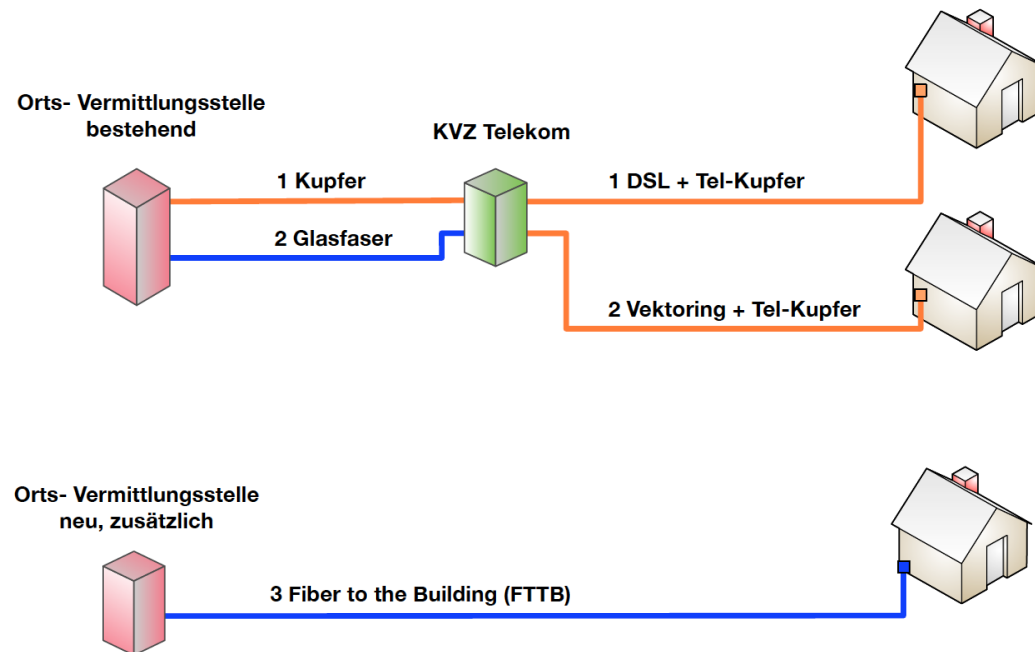 Orts- Vermittlungsstelle
bestehend
KVZ Telekom
1 Kupfer
1 DSL + Tel-Kupfer
2 Glasfaser
2 Vektoring + Tel-Kupfer
Orts- Vermittlungsstelle
neu, zusätzlich
3 Fiber to the Building (FTTB)